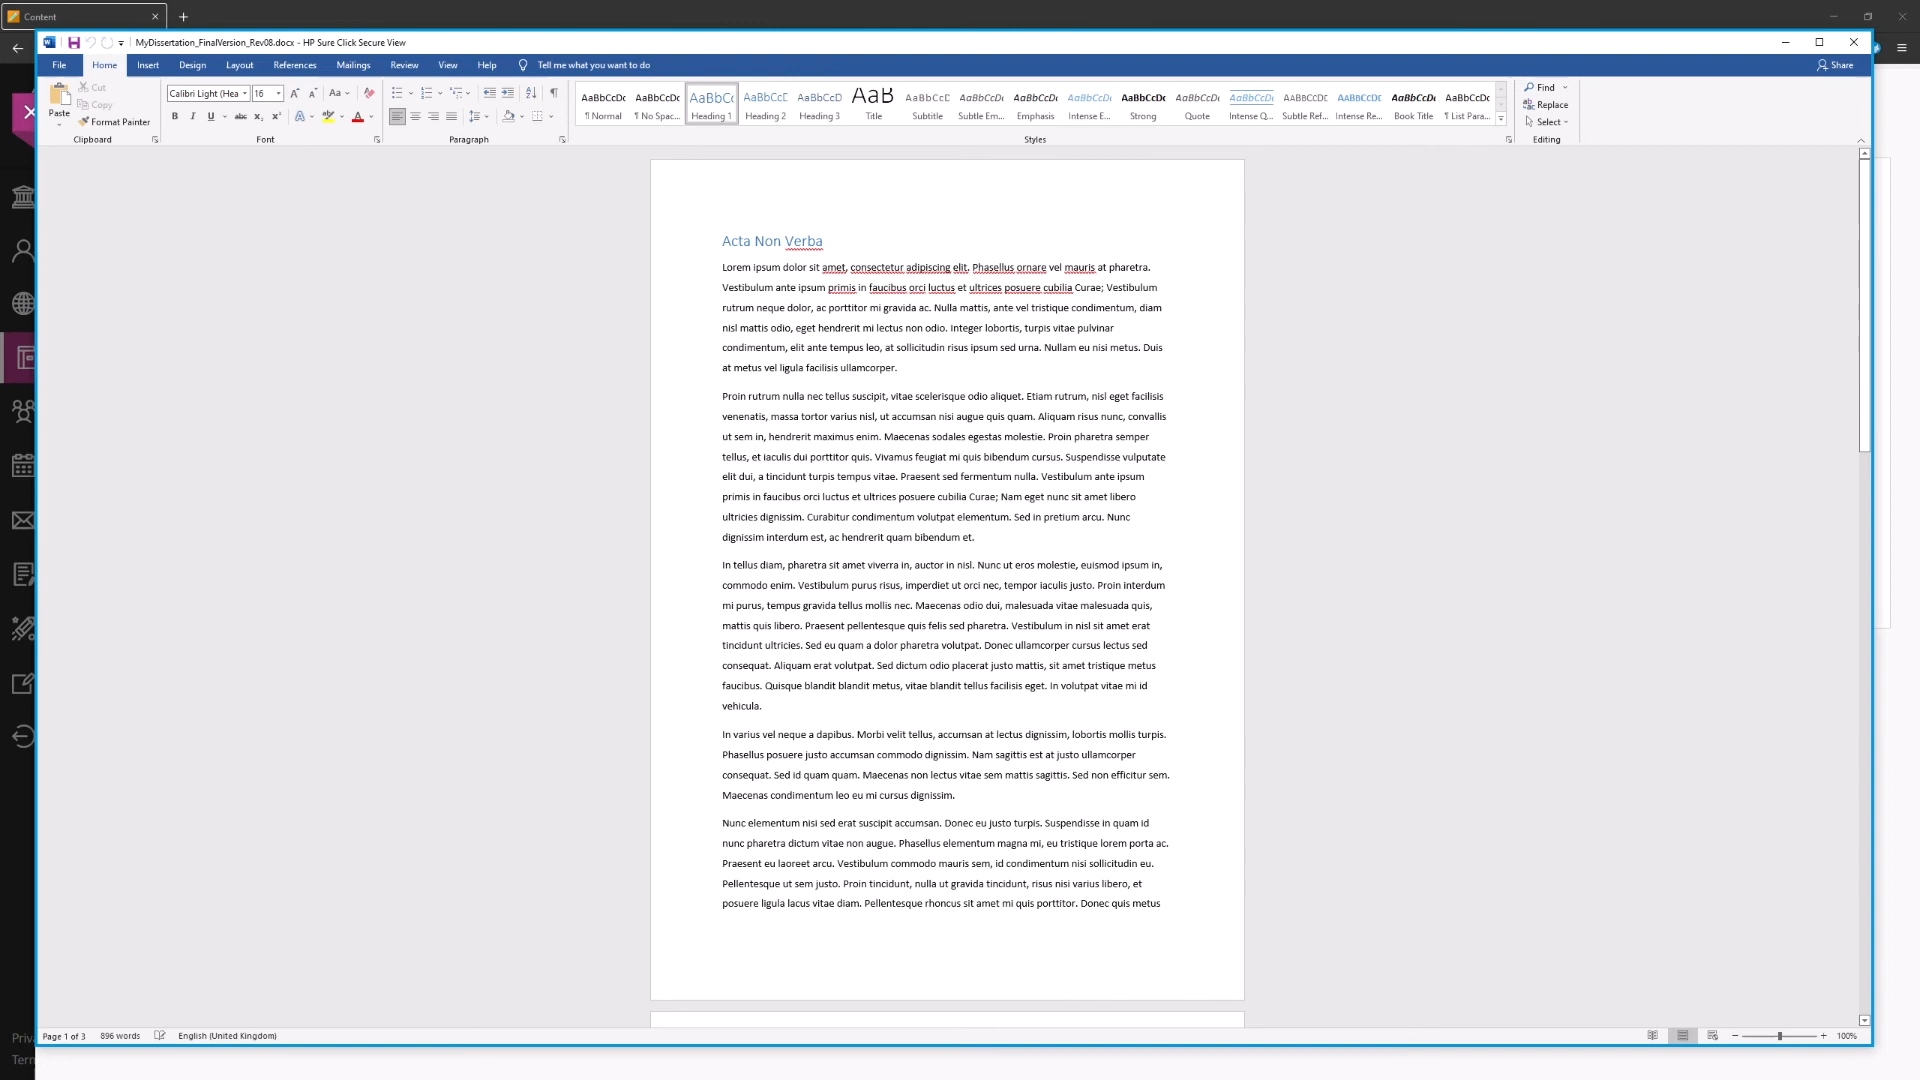 Content
MyDissertation_FinalVersion_Rev08.docx - HP Sure Click Secure View
File Home Insert Design Layout References Mailings Review View Help Tell me what you want to do Share
Paste
Cut
Copy
Format Painter
Clipboard
Calibri Light (Hea 16
Font
Paragraph
AaBbCcDc AaBbCcDc AaBbCc AaBbCcE AaBbCcD AaB AaBbCcD AaBbCcDc AaBbCcDc AaBbCcDc AaBbCcDc AaBbCcDc AaBbCcDc AABBCCDE AABBCCDE AaBbCcDc AaBbCcDc
¶ Normal ¶ No Spac... Heading 1 Heading 2 Heading 3 Title Subtitle Subtle Em... Emphasis Intense E... Strong Quote Intense Q... Subtle Ref... Intense Re... Book Title ¶ List Para...
Styles
Find
Replace
Select
Editing
Acta Non Verba
Lorem ipsum dolor sit amet, consectetur adipiscing elit. Phasellus ornare vel mauris at pharetra.
Vestibulum ante ipsum primis in faucibus orci luctus et ultrices posuere cubilia Curae; Vestibulum
rutrum neque dolor, ac porttitor mi gravida ac. Nulla mattis, ante vel tristique condimentum, diam
nisl mattis odio, eget hendrerit mi lectus non odio. Integer lobortis, turpis vitae pulvinar
condimentum, elit ante tempus leo, at sollicitudin risus ipsum sed urna. Nullam eu nisi metus. Duis
at metus vel ligula facilisis ullamcorper.
Proin rutrum nulla nec tellus suscipit, vitae scelerisque odio aliquet. Etiam rutrum, nisl eget facilisis
venenatis, massa tortor varius nisl, ut accumsan nisi augue quis quam. Aliquam risus nunc, convallis
ut sem in, hendrerit maximus enim. Maecenas sodales egestas molestie. Proin pharetra semper
tellus, et iaculis dui porttitor quis. Vivamus feugiat mi quis bibendum cursus. Suspendisse vulputate
elit dui, a tincidunt turpis tempus vitae. Praesent sed fermentum nulla. Vestibulum ante ipsum
primis in faucibus orci luctus et ultrices posuere cubilia Curae; Nam eget nunc sit amet libero
ultricies dignissim. Curabitur condimentum volutpat elementum. Sed in pretium arcu. Nunc
dignissim interdum est, ac hendrerit quam bibendum et.
In tellus diam, pharetra sit amet viverra in, auctor in nisl. Nunc ut eros molestie, euismod ipsum in,
commodo enim. Vestibulum purus risus, imperdiet ut orci nec, tempor iaculis justo. Proin interdum
mi purus, tempus gravida tellus mollis nec. Maecenas odio dui, malesuada vitae malesuada quis,
mattis quis libero. Praesent pellentesque quis felis sed pharetra. Vestibulum in nisl sit amet erat
tincidunt ultricies. Sed eu quam a dolor pharetra volutpat. Donec ullamcorper cursus lectus sed
consequat. Aliquam erat volutpat. Sed dictum odio placerat justo mattis, sit amet tristique metus
faucibus. Quisque blandit blandit metus, vitae blandit tellus facilisis eget. In volutpat vitae mi id
vehicula.
In varius vel neque a dapibus. Morbi velit tellus, accumsan at lectus dignissim, lobortis mollis turpis.
Phasellus posuere justo accumsan commodo dignissim. Nam sagittis est at justo ullamcorper
consequat. Sed id quam quam. Maecenas non lectus vitae sem mattis sagittis. Sed non efficitur sem.
Maecenas condimentum leo eu mi cursus dignissim.
Nunc elementum nisi sed erat suscipit accumsan. Donec eu justo turpis. Suspendisse in quam id
nunc pharetra dictum vitae non augue. Phasellus elementum magna mi, eu tristique lorem porta ac.
Praesent eu laoreet arcu. Vestibulum commodo mauris sem, id condimentum nisi sollicitudin eu.
Pellentesque ut sem justo. Proin tincidunt, nulla ut gravida tincidunt, risus nisi varius libero, et
posuere ligula lacus vitae diam. Pellentesque rhoncus sit amet mi quis porttitor. Donec quis metus
Page 1 of 3 896 words English (United Kingdom) 100%